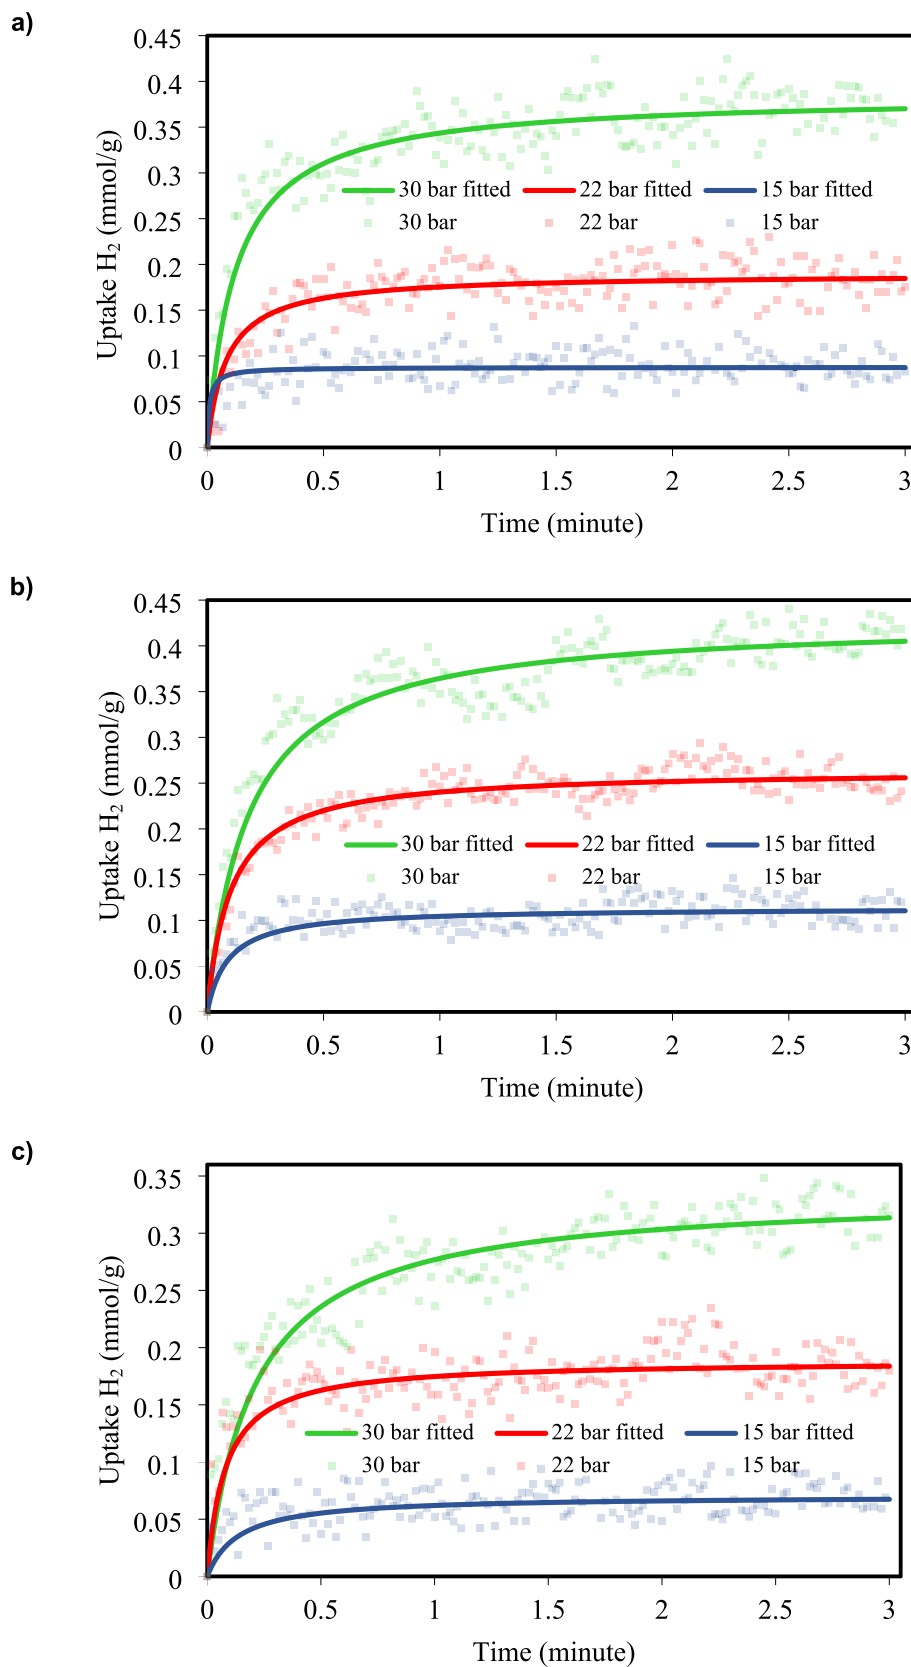 a)
0.45
0.4
0.35
0.3
0.25
0.2
0.15
0.1
0.05
0
Uptake H₂ (mmol/g)
30 bar fitted 22 bar fitted 15 bar fitted
30 bar 22 bar 15 bar
0 0.5 1 1.5 2 2.5 3
Time (minute)
b)
0.45
0.4
0.35
0.3
0.25
0.2
0.15
0.1
0.05
0
Uptake H₂ (mmol/g)
30 bar fitted 22 bar fitted 15 bar fitted
30 bar 22 bar 15 bar
0 0.5 1 1.5 2 2.5 3
Time (minute)
c)
0.35
0.3
0.25
0.2
0.15
0.1
0.05
0
Uptake H₂ (mmol/g)
30 bar fitted 22 bar fitted 15 bar fitted
30 bar 22 bar 15 bar
0 0.5 1 1.5 2 2.5 3
Time (minute)